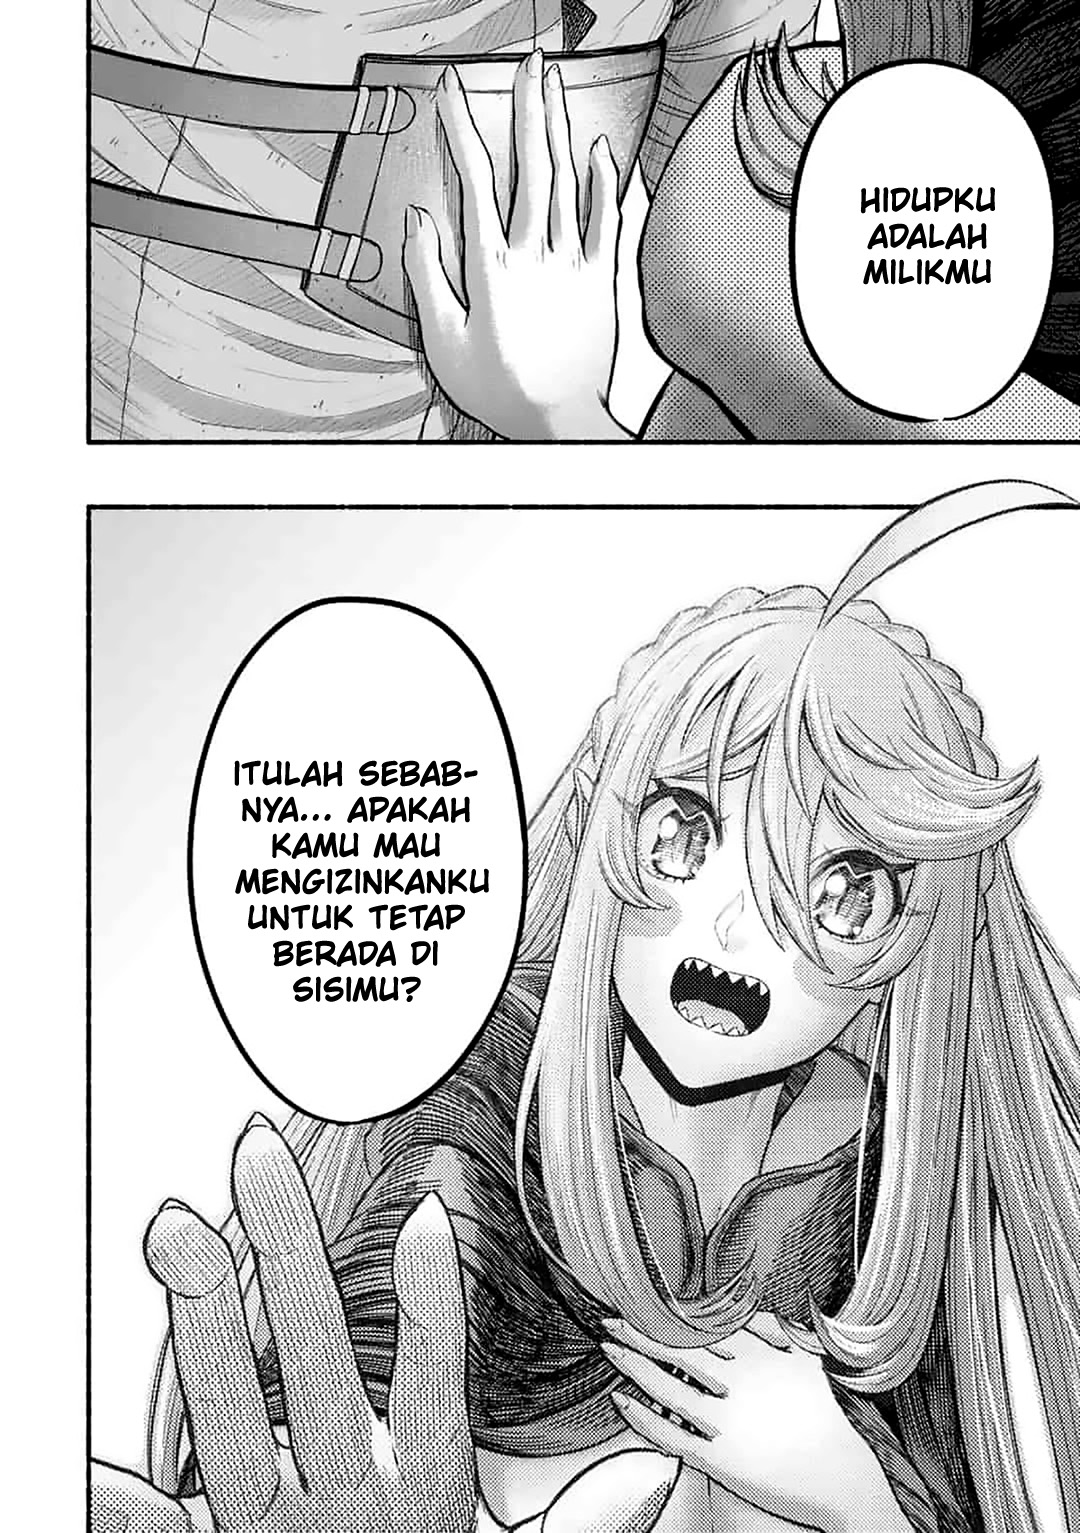 HIDUPKU
ADALAH
MILIKMU
ITULAH SEBAB-
NYA... APAKAH
KAMU MAU
MENGIZINKANKU
UNTUK TETAP
BERADA DI
SISIMU?